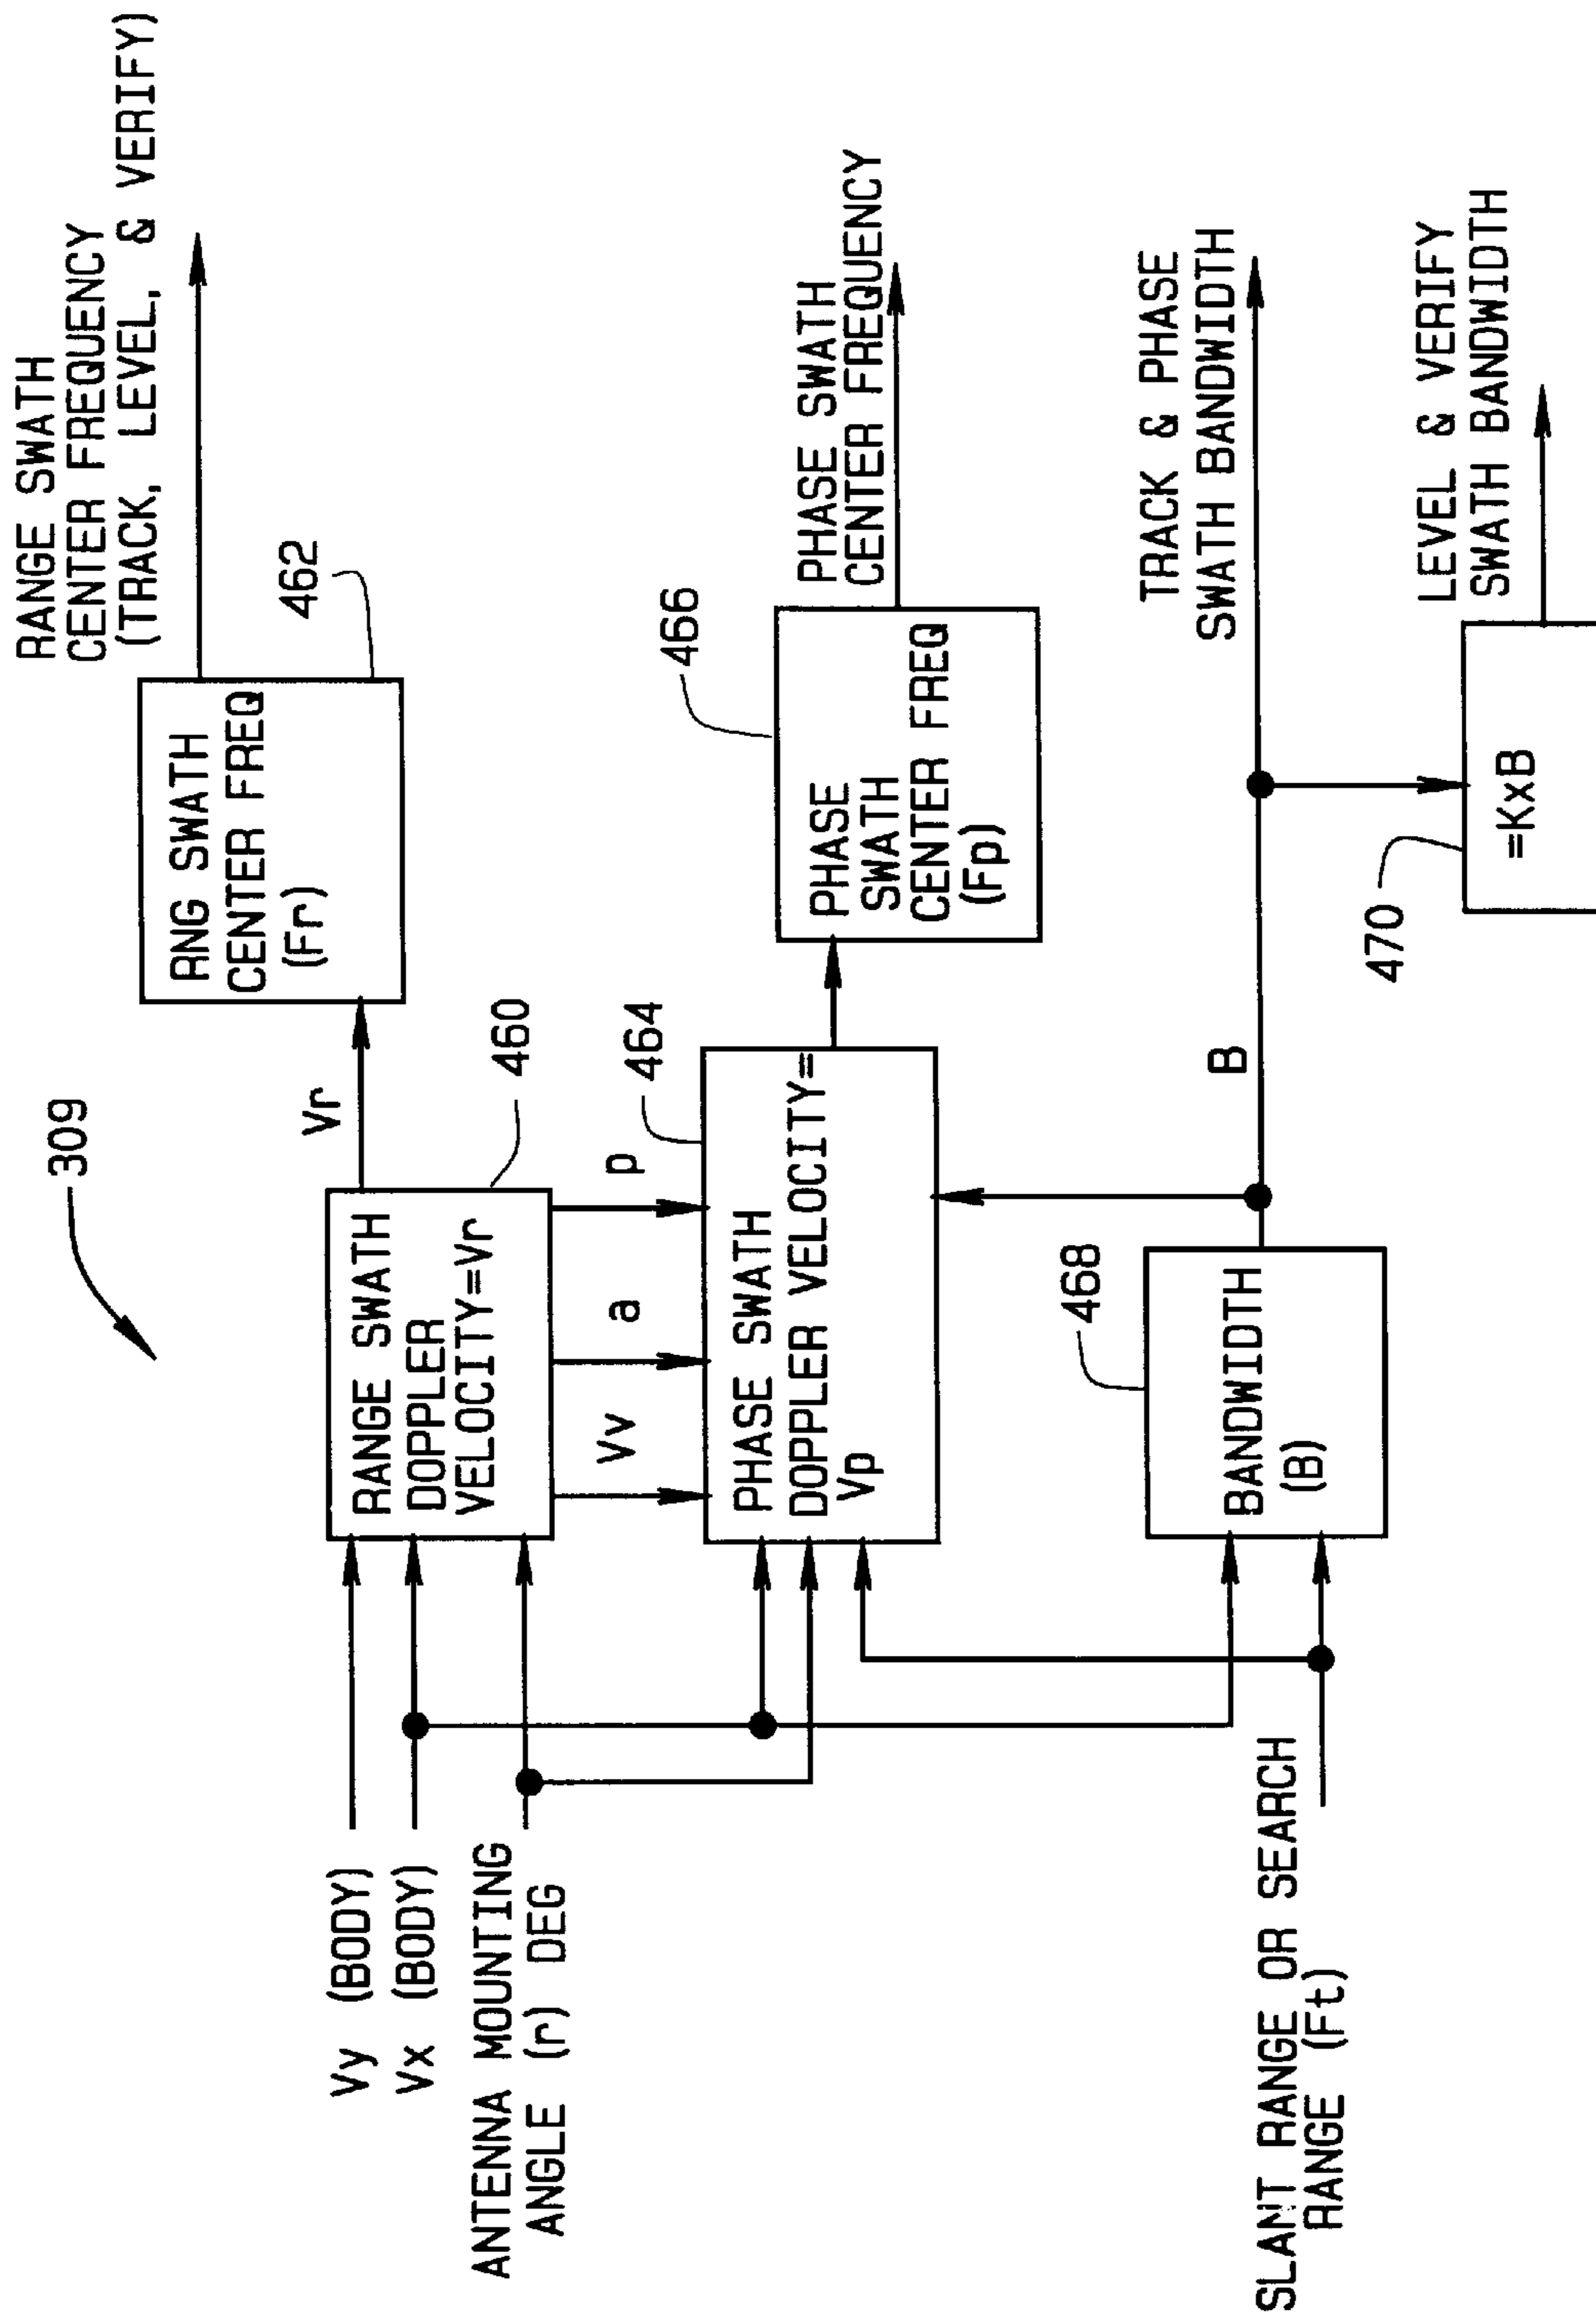 309
Vy (BODY)
Vx (BODY)
ANTENNA MOUNTING
ANGLE (r) DEG
SLANT RANGE OR SEARCH
RANGE (Ft)
RANGE SWATH
DOPPLER
VELOCITY=Vr
460
Vr
RNG SWATH
CENTER FREQ
(Fr)
462
RANGE SWATH
CENTER FREQUENCY
(TRACK, LEVEL, & VERIFY)
Vv
a
p
PHASE SWATH
DOPPLER VELOCITY=
Vp
464
PHASE
SWATH
CENTER FREQ
(Fp)
466
PHASE SWATH
CENTER FREQUENCY
BANDWIDTH
(B)
468
B
TRACK & PHASE
SWATH BANDWIDTH
=KxB
470
LEVEL & VERIFY
SWATH BANDWIDTH